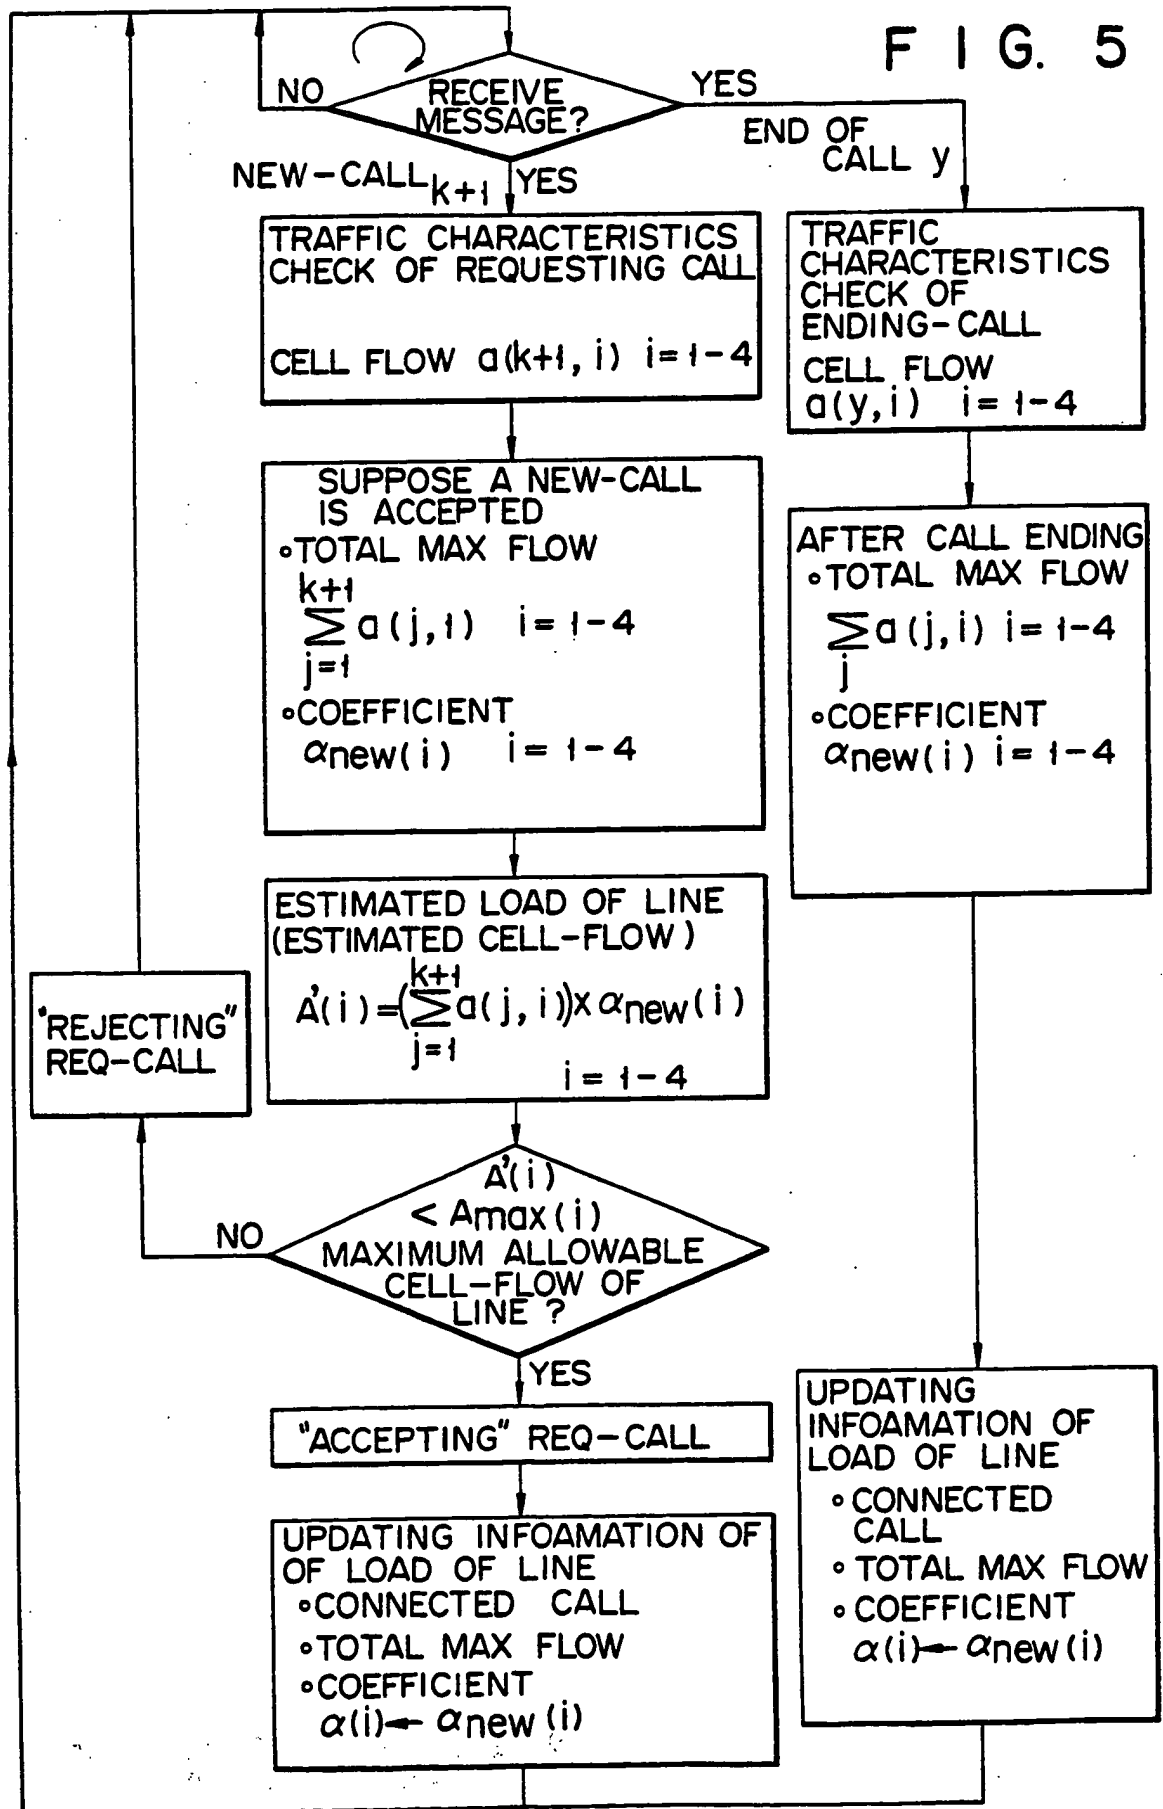 FIG. 5
RECEIVE
MESSAGE?
NO
YES
END OF
CALL y
NEW-CALL k+1
YES
TRAFFIC CHARACTERISTICS
CHECK OF REQUESTING CALL
CELL FLOW a(k+1, i) i=1-4
TRAFFIC
CHARACTERISTICS
CHECK OF
ENDING-CALL
CELL FLOW
a(y,i) i=1-4
SUPPOSE A NEW-CALL
IS ACCEPTED
∘TOTAL MAX FLOW
k+1
∑ a(j,1) i=1-4
j=1
∘COEFFICIENT
αnew(i) i=1-4
AFTER CALL ENDING
∘TOTAL MAX FLOW
∑ a(j,i) i=1-4
j
∘COEFFICIENT
αnew(i) i=1-4
ESTIMATED LOAD OF LINE
(ESTIMATED CELL-FLOW)
k+1
A'(i)=(∑ a(j,i))×αnew(i)
j=1
i=1-4
"REJECTING"
REQ-CALL
A'(i)
< Amax(i)
MAXIMUM ALLOWABLE
CELL-FLOW OF
LINE ?
NO
YES
"ACCEPTING" REQ-CALL
UPDATING INFOAMATION OF
OF LOAD OF LINE
∘CONNECTED CALL
∘TOTAL MAX FLOW
∘COEFFICIENT
α(i)← αnew(i)
UPDATING
INFOAMATION OF
LOAD OF LINE
∘CONNECTED
CALL
∘TOTAL MAX FLOW
∘COEFFICIENT
α(i)← αnew(i)